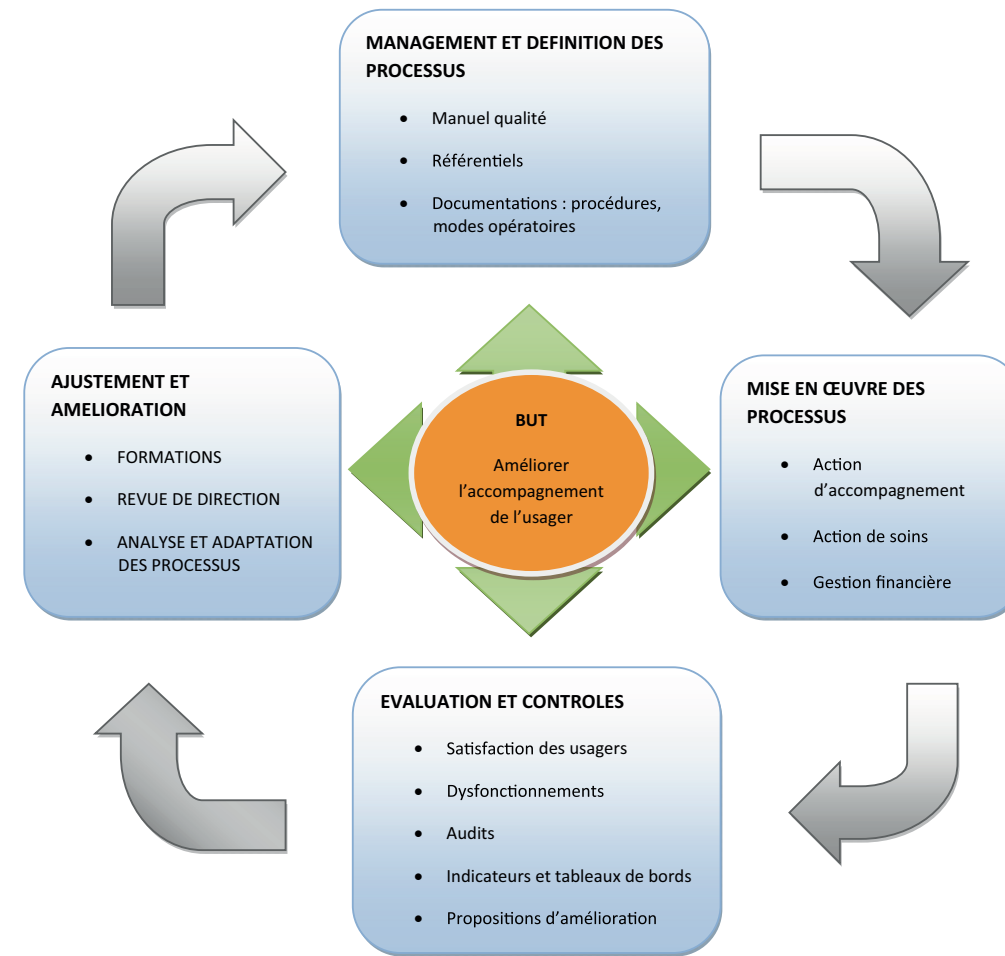 MANAGEMENT ET DEFINITION DES
PROCESSUS
• Manuel qualité
• Référentiels
• Documentations : procédures,
modes opératoires
AJUSTEMENT ET
AMELIORATION
• FORMATIONS
• REVUE DE DIRECTION
• ANALYSE ET ADAPTATION
DES PROCESSUS
BUT
Améliorer
l’accompagnement
de l’usager
MISE EN ŒUVRE DES
PROCESSUS
• Action
d’accompagnement
• Action de soins
• Gestion financière
EVALUATION ET CONTROLES
• Satisfaction des usagers
• Dysfonctionnements
• Audits
• Indicateurs et tableaux de bords
• Propositions d’amélioration